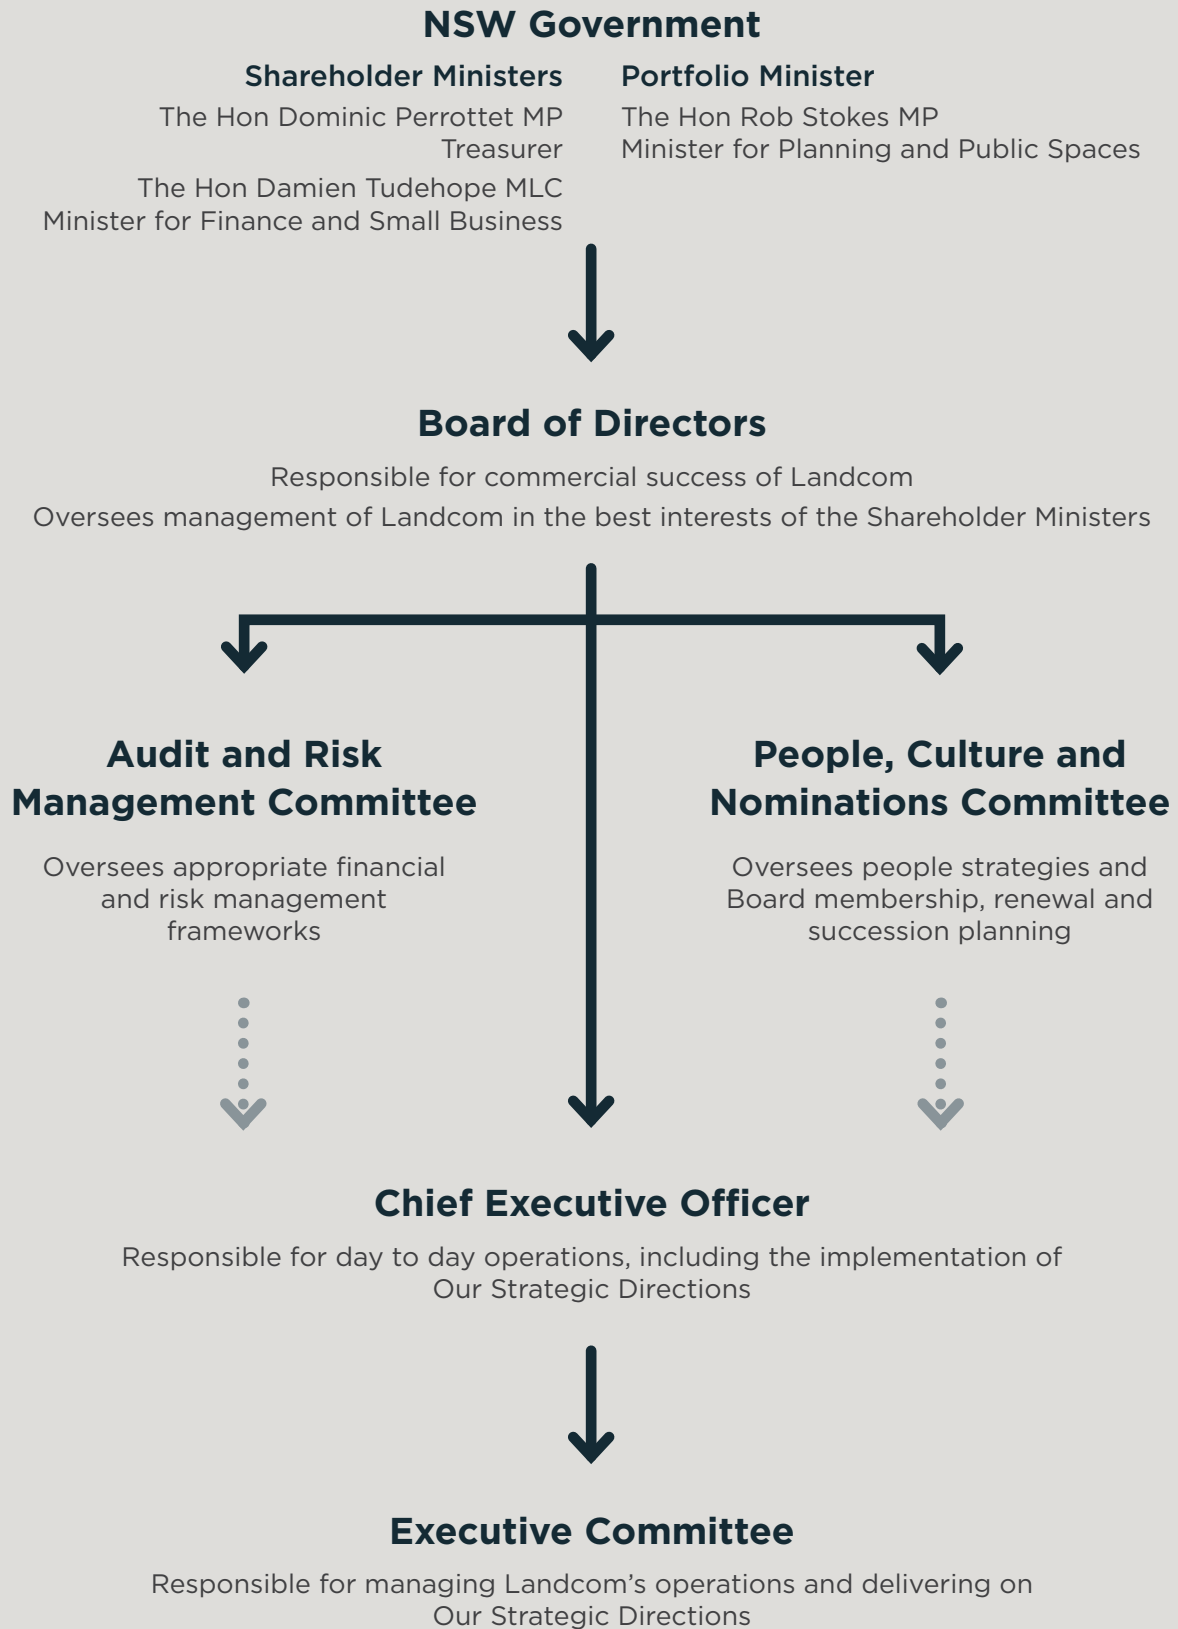 NSW Government
Shareholder Ministers
The Hon Dominic Perrottet MP
Treasurer
The Hon Damien Tudehope MLC
Minister for Finance and Small Business
Portfolio Minister
The Hon Rob Stokes MP
Minister for Planning and Public Spaces
Board of Directors
Responsible for commercial success of Landcom
Oversees management of Landcom in the best interests of the Shareholder Ministers
Audit and Risk
Management Committee
Oversees appropriate financial
and risk management
frameworks
People, Culture and
Nominations Committee
Oversees people strategies and
Board membership, renewal and
succession planning
Chief Executive Officer
Responsible for day to day operations, including the implementation of
Our Strategic Directions
Executive Committee
Responsible for managing Landcom’s operations and delivering on
Our Strategic Directions